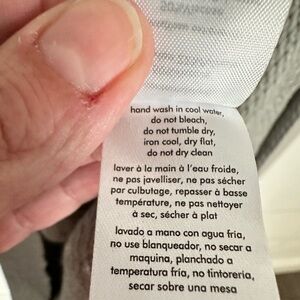 hand wash in cool water,
do not bleach,
do not tumble dry,
iron cool, dry flat,
do not dry clean
laver à la main à l'eau froide,
ne pas javelliser, ne pas sécher
par culbutage, repasser à basse
température, ne pas nettoyer
à sec, sécher à plat
lavado a mano con agua fría,
no use blanqueador, no secar a
maquina, planchado a
temperatura fría, no tintoreria,
secar sobre una mesa